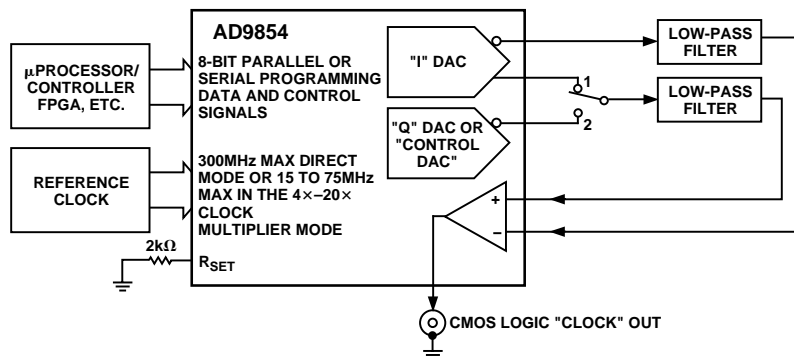 AD9854
µPROCESSOR/
CONTROLLER
FPGA, ETC.
8-BIT PARALLEL OR
SERIAL PROGRAMMING
DATA AND CONTROL
SIGNALS
REFERENCE
CLOCK
300MHz MAX DIRECT
MODE OR 15 TO 75MHz
MAX IN THE 4×–20×
CLOCK
MULTIPLIER MODE
2kΩ
RSET
"I" DAC
"Q" DAC OR
"CONTROL
DAC"
1
2
LOW-PASS
FILTER
LOW-PASS
FILTER
+
–
CMOS LOGIC "CLOCK" OUT